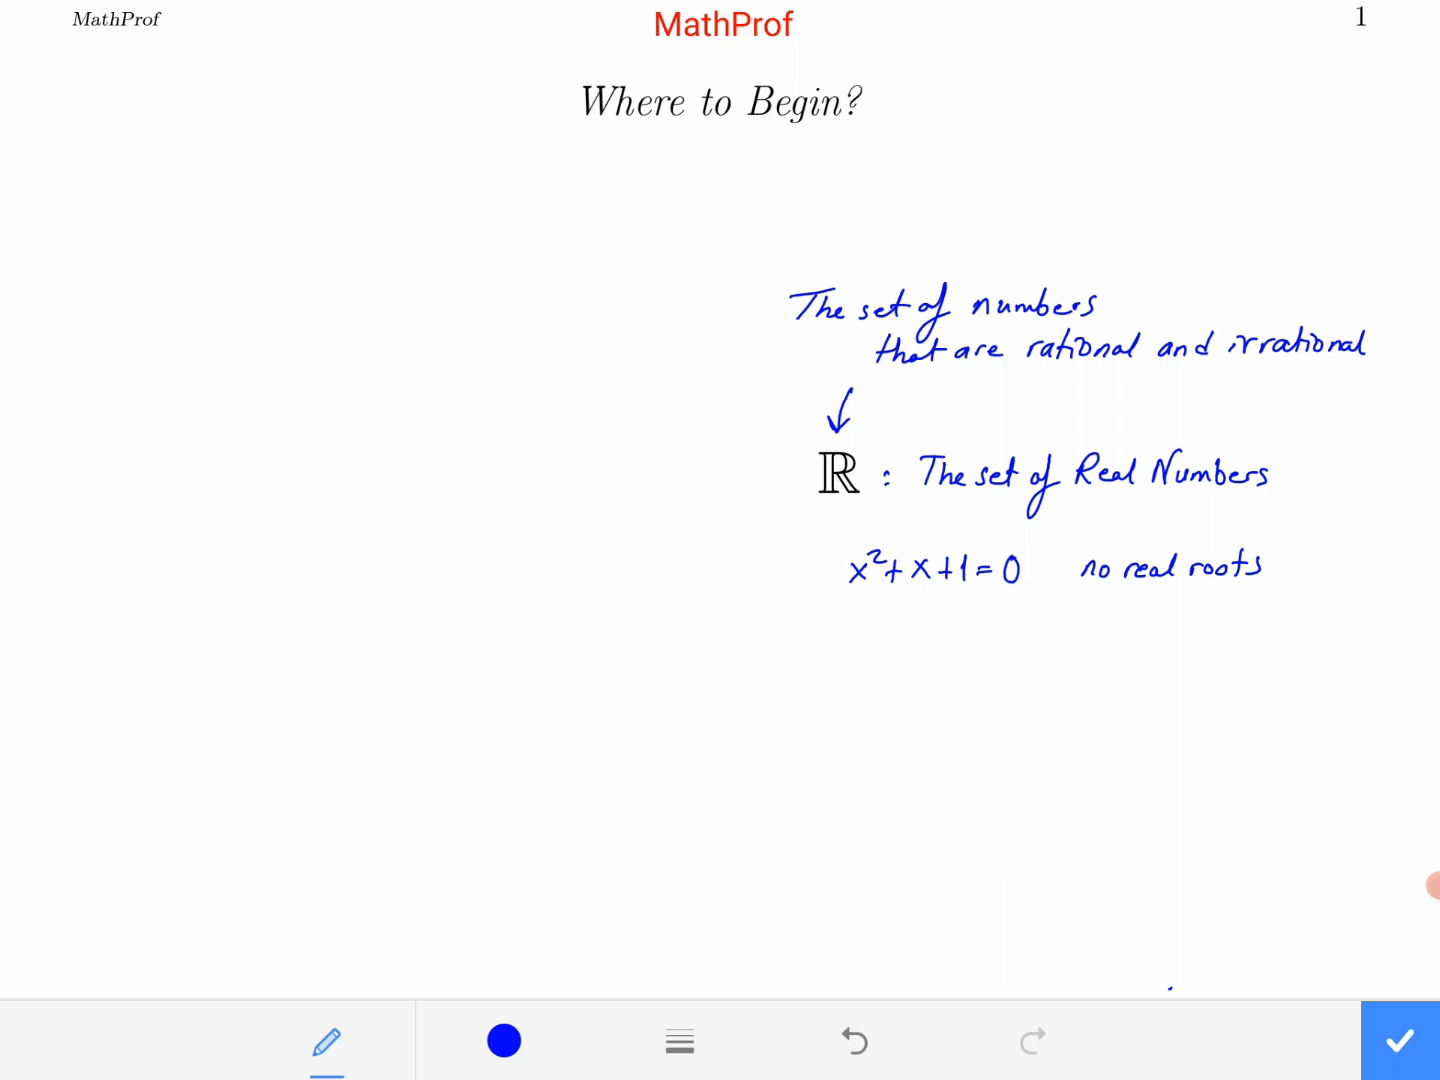 MathProf
MathProf
1
Where to Begin?
The set of numbers
that are rational and irrational
↓
ℝ : The set of Real Numbers
x²+x+1=0 no real roots